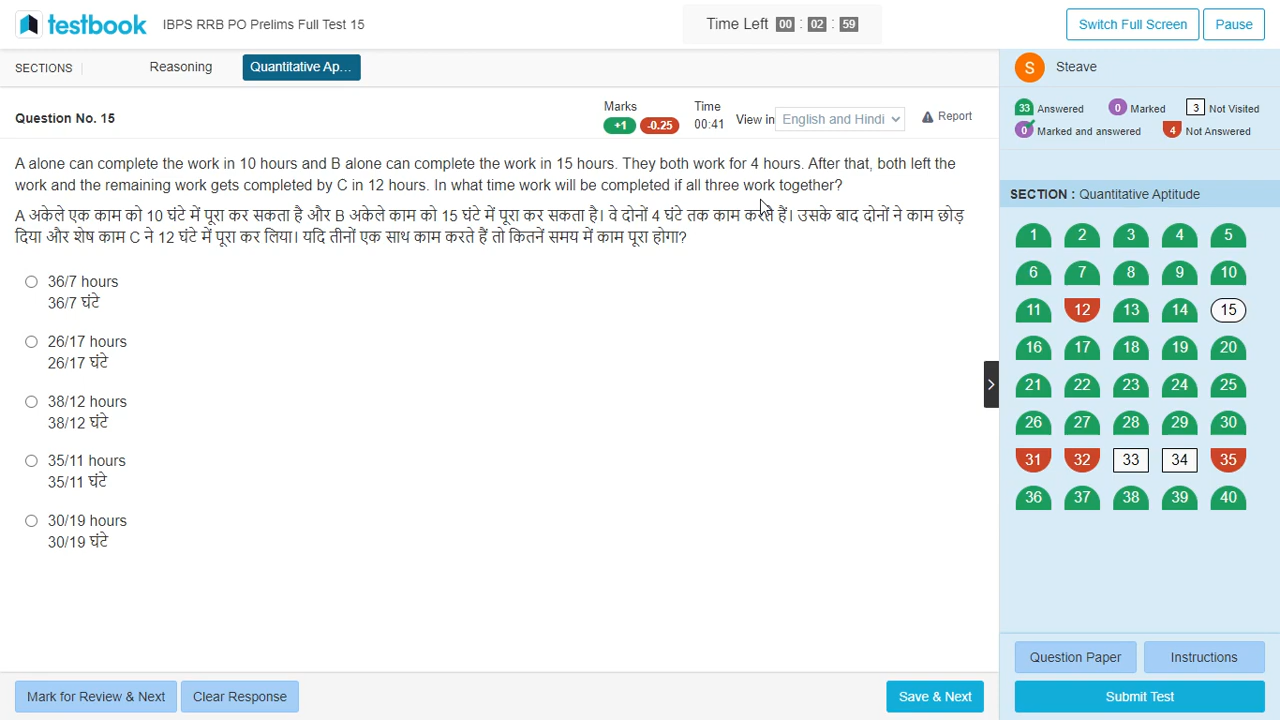 testbook IBPS RRB PO Prelims Full Test 15 Time Left 00 : 02 : 59 Switch Full Screen Pause
SECTIONS Reasoning Quantitative Ap... S Steave
33 Answered 0 Marked 3 Not Visited
0 Marked and answered 4 Not Answered
Question No. 15 Marks +1 -0.25 Time 00:41 View in English and Hindi Report
A alone can complete the work in 10 hours and B alone can complete the work in 15 hours. They both work for 4 hours. After that, both left the
work and the remaining work gets completed by C in 12 hours. In what time work will be completed if all three work together?
A अकेले एक काम को 10 घंटे में पूरा कर सकता है और B अकेले काम को 15 घंटे में पूरा कर सकता है। वे दोनों 4 घंटे तक काम करते हैं। उसके बाद दोनों ने काम छोड़
दिया और शेष काम C ने 12 घंटे में पूरा कर लिया। यदि तीनों एक साथ काम करते हैं तो कितनें समय में काम पूरा होगा?
36/7 hours
36/7 घंटे
26/17 hours
26/17 घंटे
38/12 hours
38/12 घंटे
35/11 hours
35/11 घंटे
30/19 hours
30/19 घंटे
SECTION : Quantitative Aptitude
1 2 3 4 5
6 7 8 9 10
11 12 13 14 15
16 17 18 19 20
21 22 23 24 25
26 27 28 29 30
31 32 33 34 35
36 37 38 39 40
Question Paper Instructions
Mark for Review & Next Clear Response Save & Next Submit Test